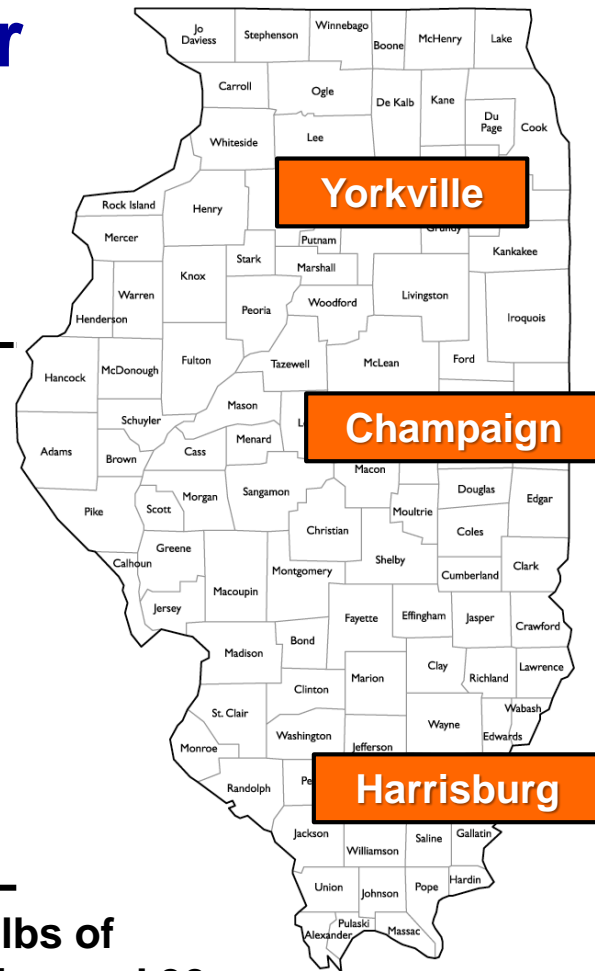 r
Jo
Daviess
Stephenson
Winnebago
Boone
McHenry
Lake
Carroll
Ogle
De Kalb
Kane
Du
Page
Cook
Whiteside
Lee
Yorkville
Rock Island
Henry
Mercer
Putnam
Grundy
Kankakee
Stark
Marshall
Knox
Warren
Henderson
Peoria
Woodford
Livingston
Iroquois
Hancock
McDonough
Fulton
Tazewell
McLean
Ford
Mason
Schuyler
Champaign
Adams
Brown
Cass
Menard
Macon
Pike
Scott
Morgan
Sangamon
Moultrie
Douglas
Edgar
Christian
Coles
Greene
Calhoun
Shelby
Clark
Montgomery
Cumberland
Macoupin
Jersey
Fayette
Effingham
Jasper
Crawford
Bond
Madison
Clay
Richland
Lawrence
Marion
Clinton
Wabash
St. Clair
Wayne
Edwards
Washington
Jefferson
Monroe
Harrisburg
Randolph
Pe
Jackson
Williamson
Saline
Gallatin
Union
Johnson
Pope
Hardin
Pulaski
Alexander
Massac
lbs of